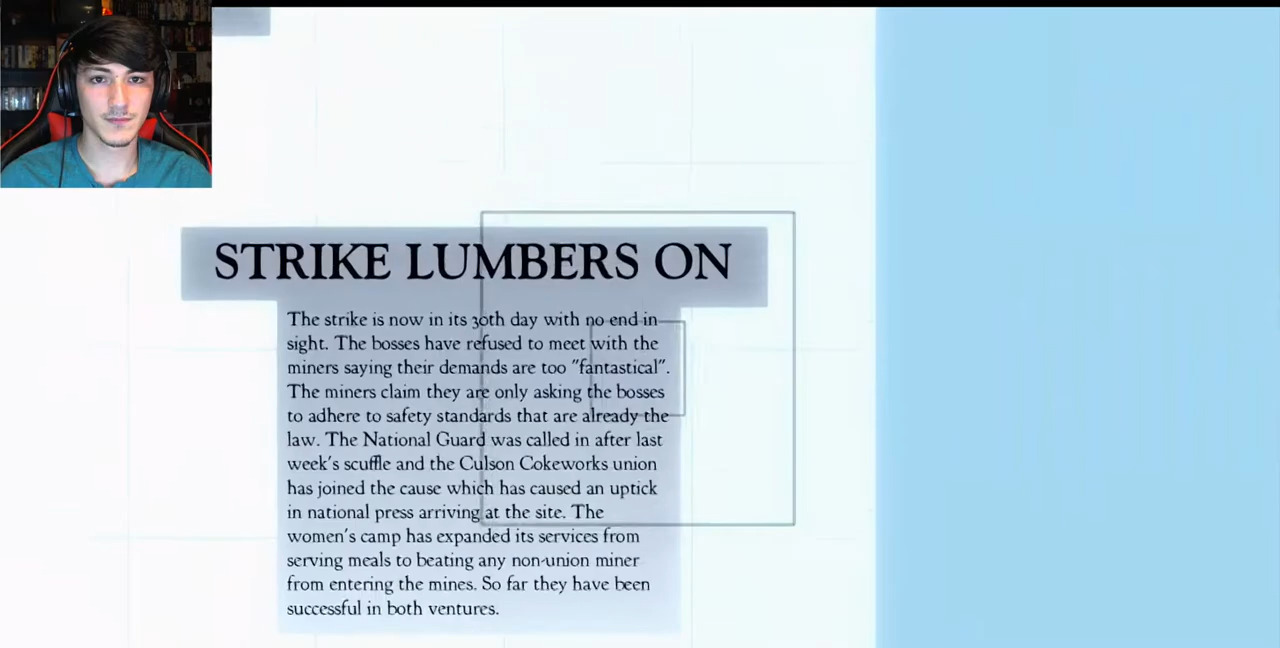 STRIKE LUMBERS ON
The strike is now in its 30th day with no end in
sight. The bosses have refused to meet with the
miners saying their demands are too "fantastical".
The miners claim they are only asking the bosses
to adhere to safety standards that are already the
law. The National Guard was called in after last
week's scuffle and the Culson Cokeworks union
has joined the cause which has caused an uptick
in national press arriving at the site. The
women's camp has expanded its services from
serving meals to beating any non-union miner
from entering the mines. So far they have been
successful in both ventures.